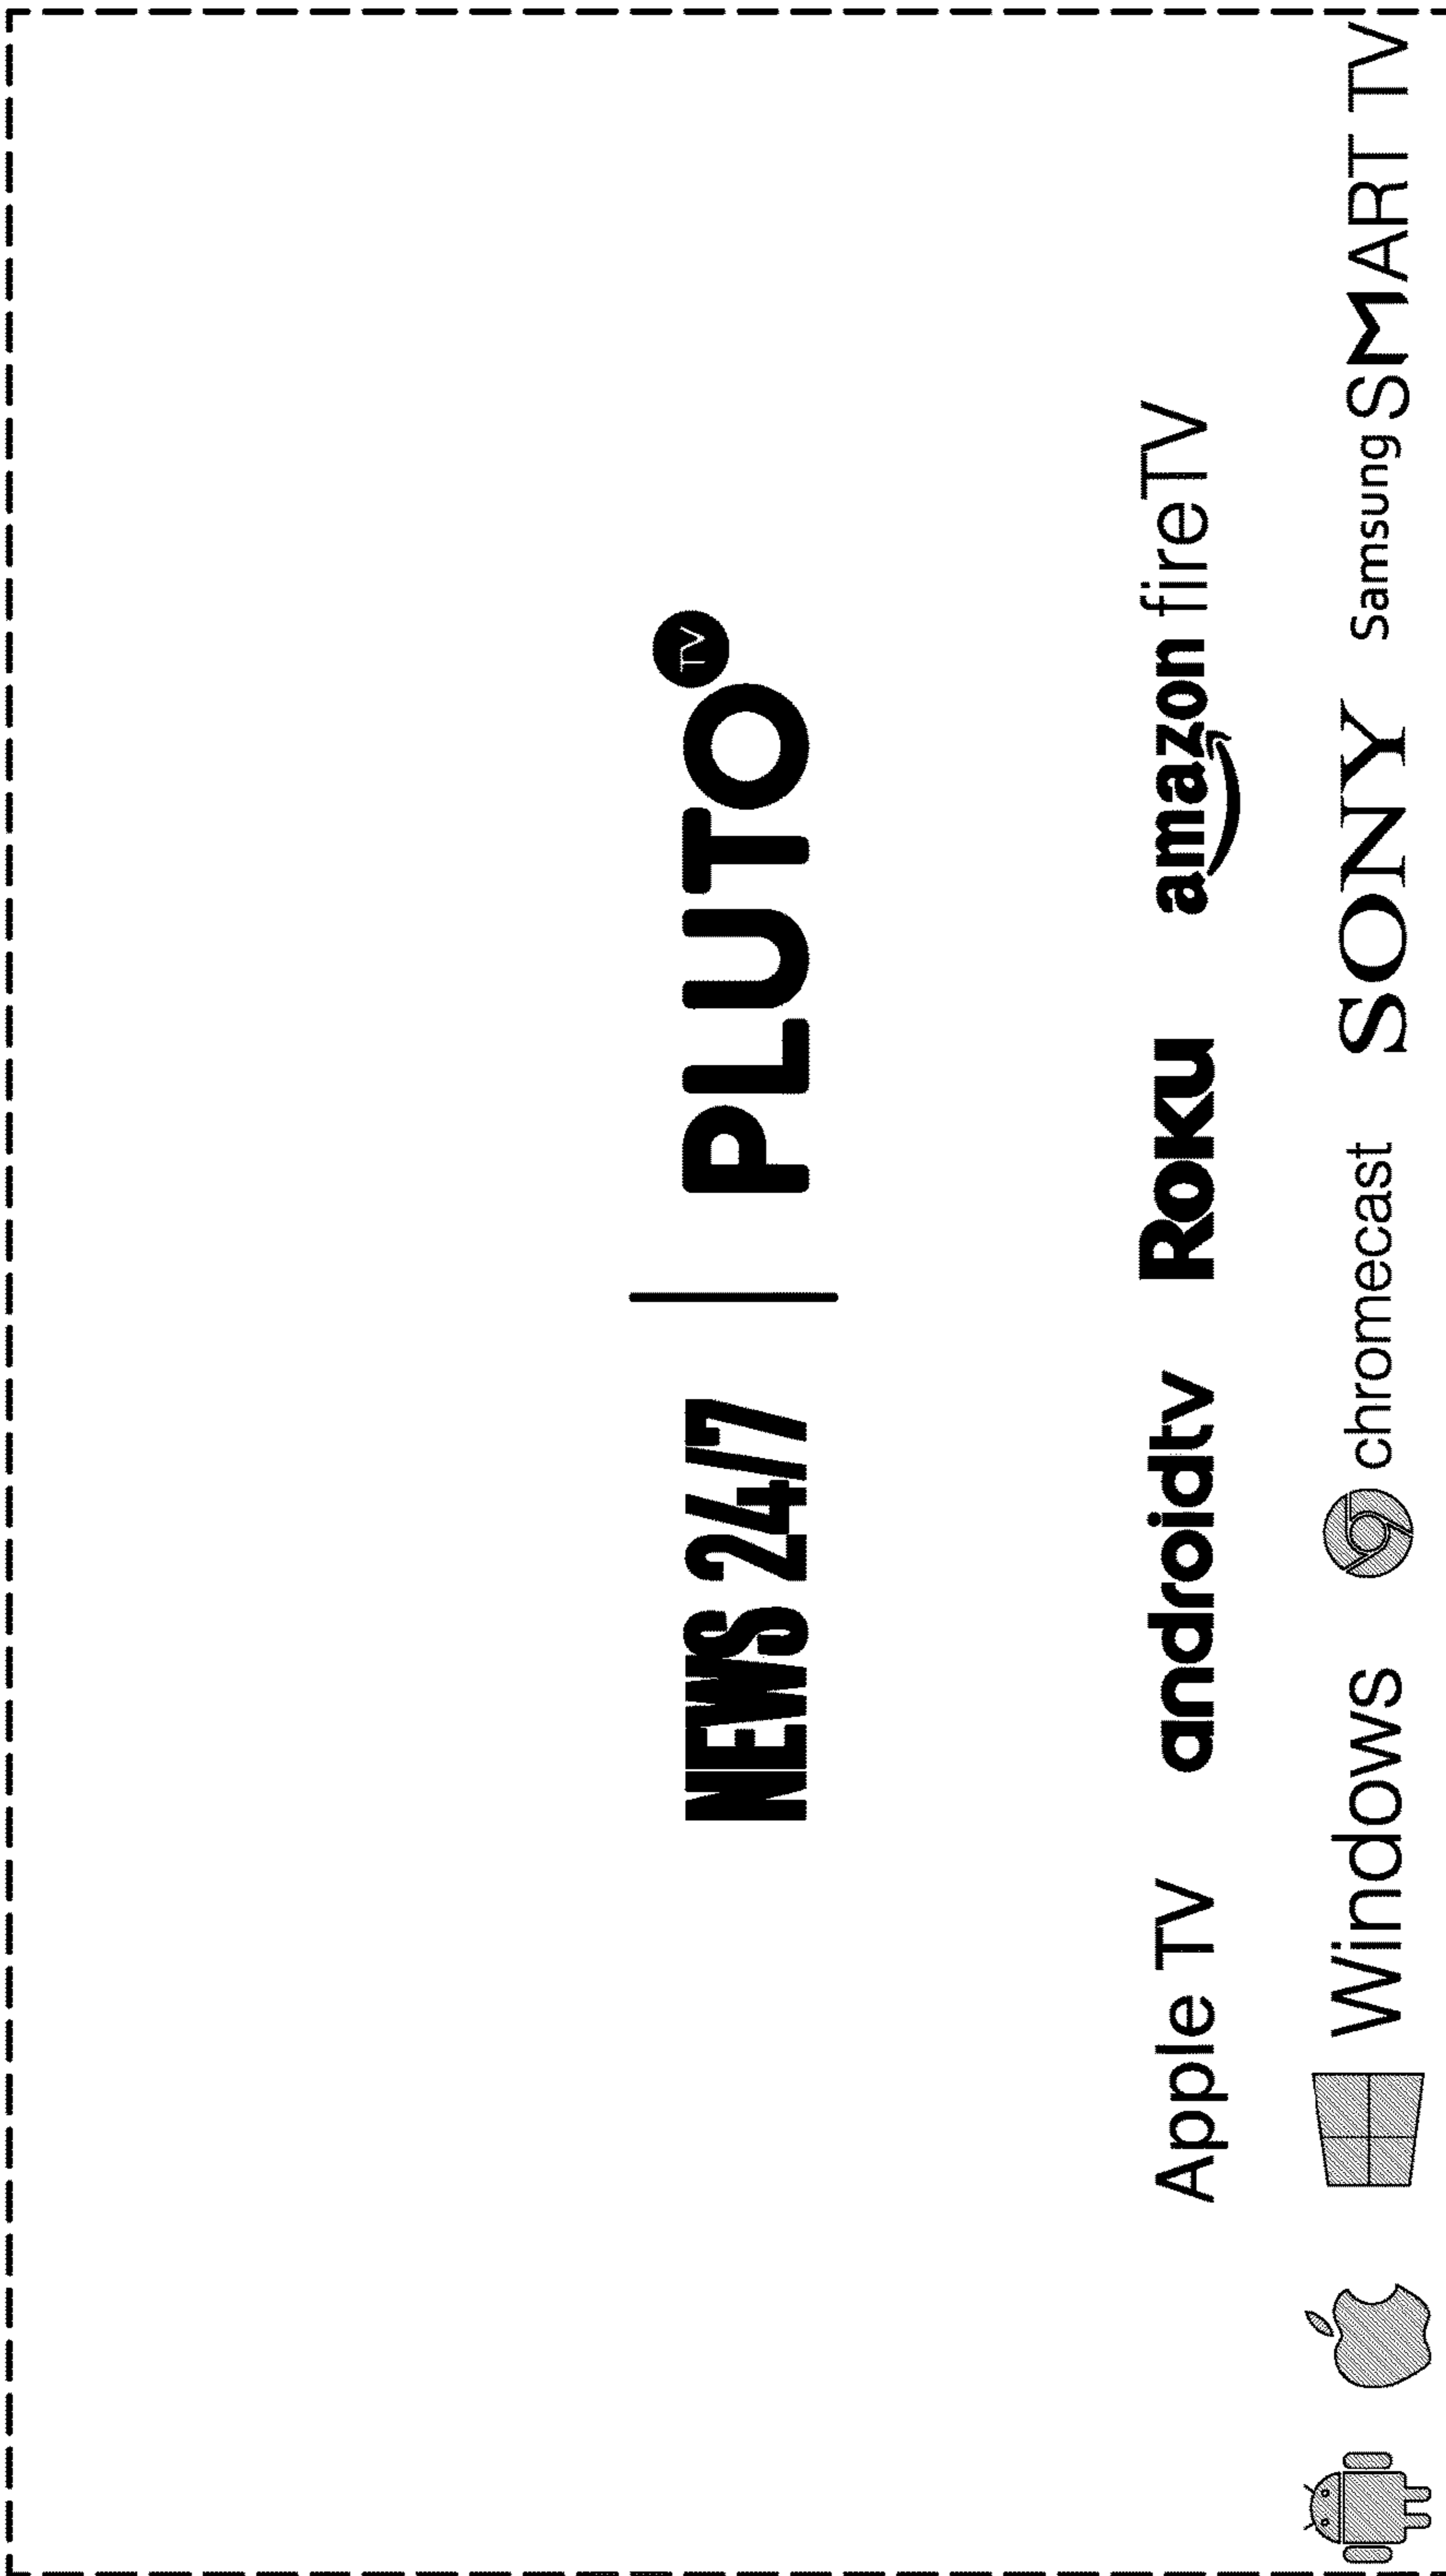 NEWS 24/7 | PLUTO TV
Apple TV androidtv Roku amazon fireTV
Windows chromecast SONY Samsung SMART TV